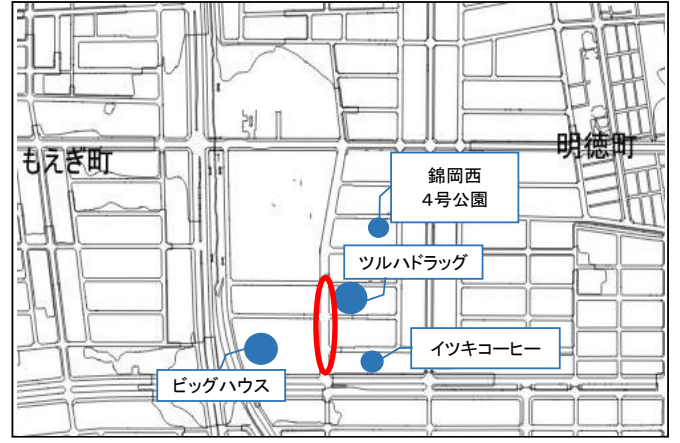 もえぎ町
明徳町
錦岡西
４号公園
ツルハドラッグ
イツキコーヒー
ビッグハウス